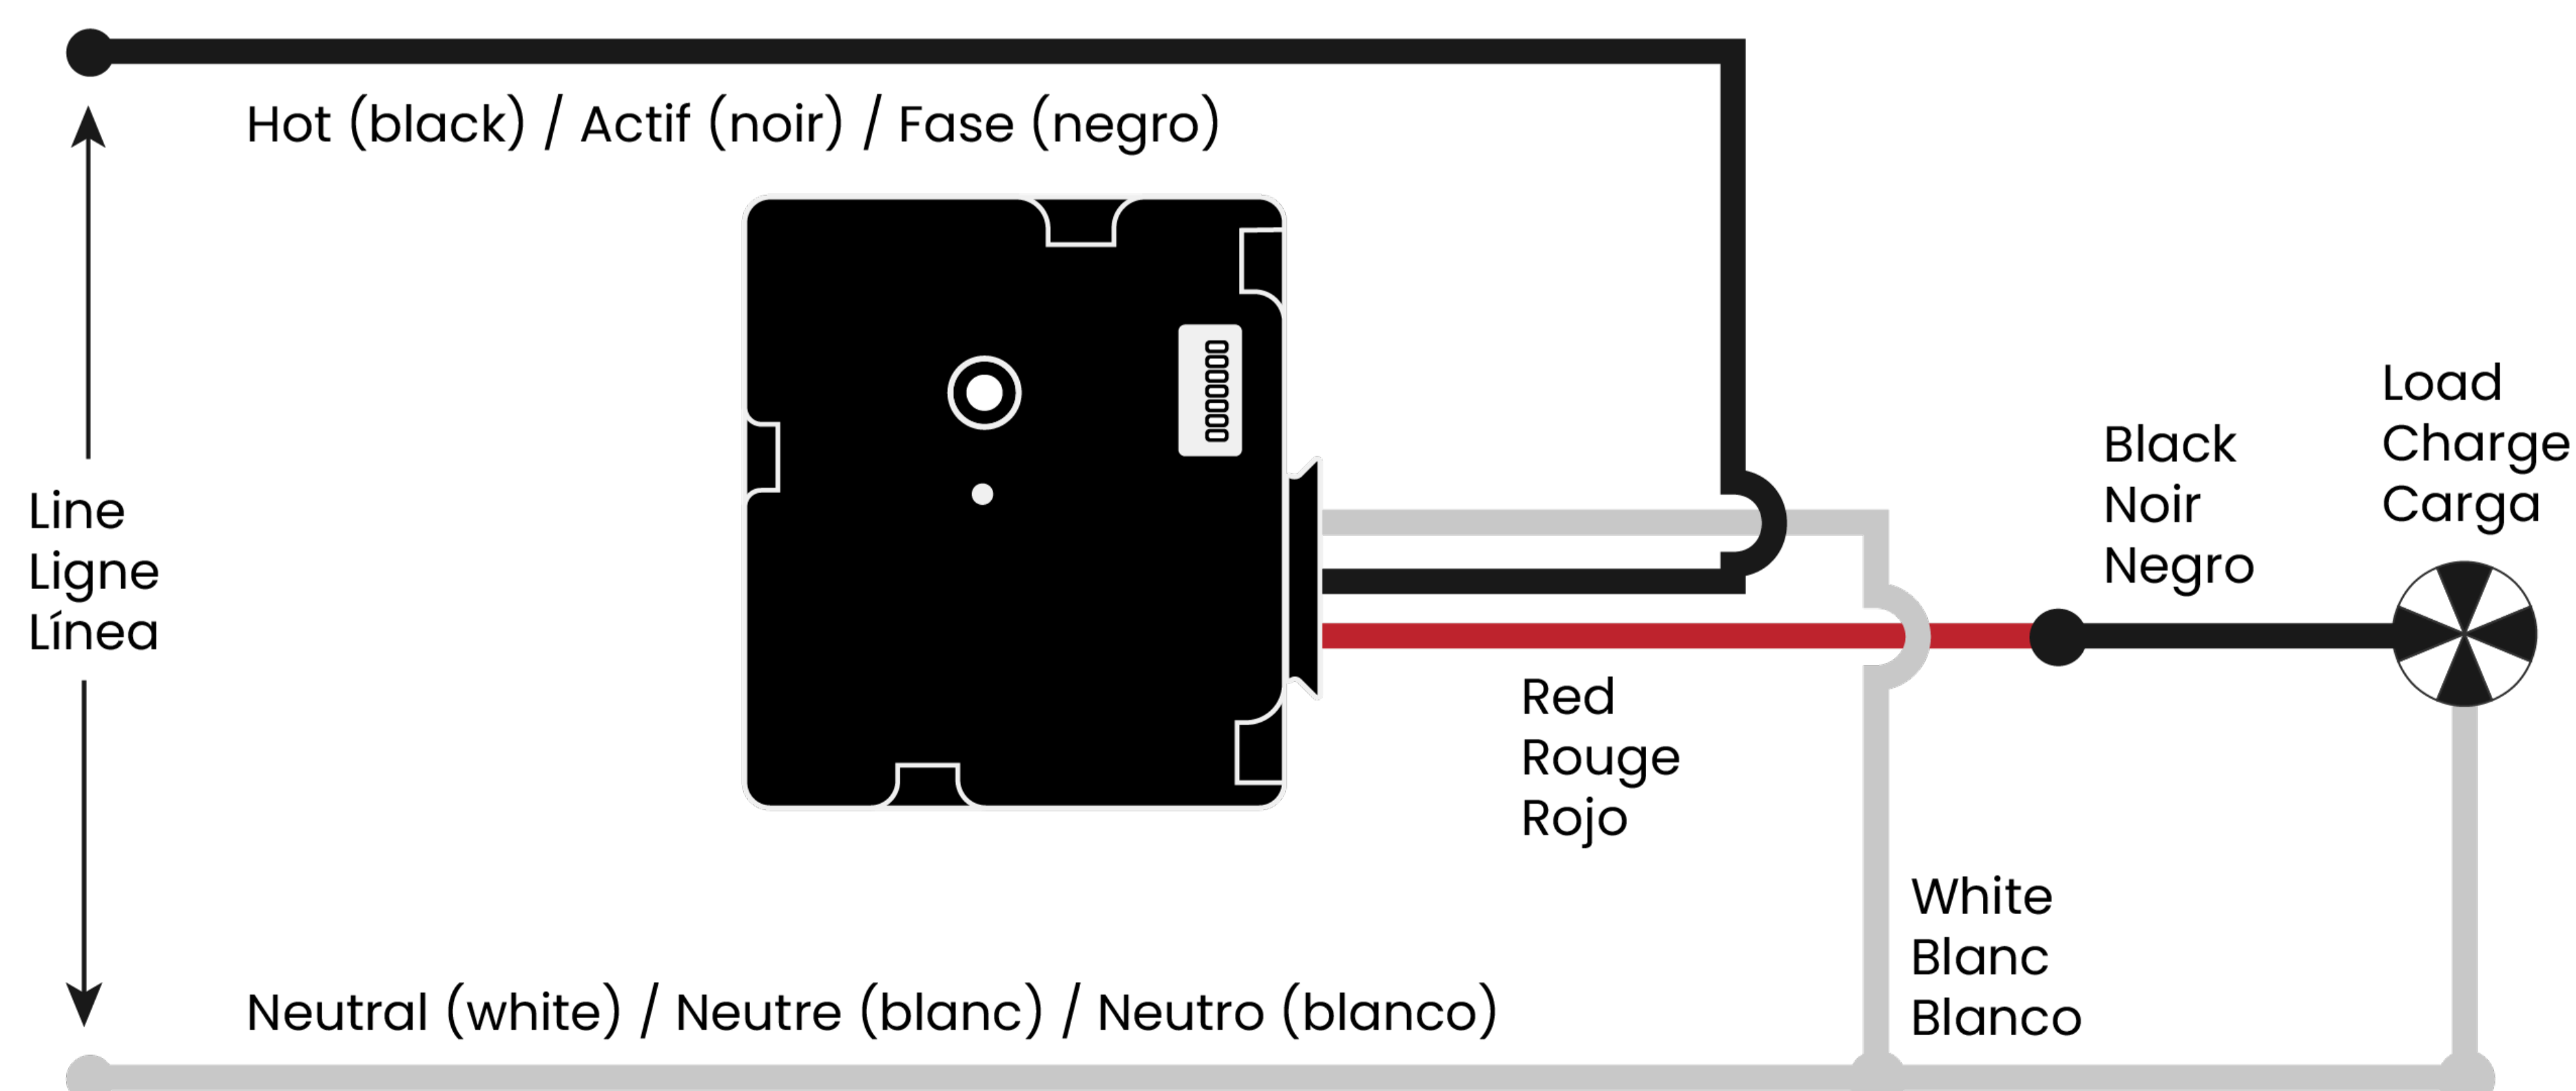 Hot (black) / Actif (noir) / Fase (negro)
0000000
Line
Ligne
Línea
Black
Noir
Negro
Load
Charge
Carga
Red
Rouge
Rojo
White
Blanc
Blanco
Neutral (white) / Neutre (blanc) / Neutro (blanco)